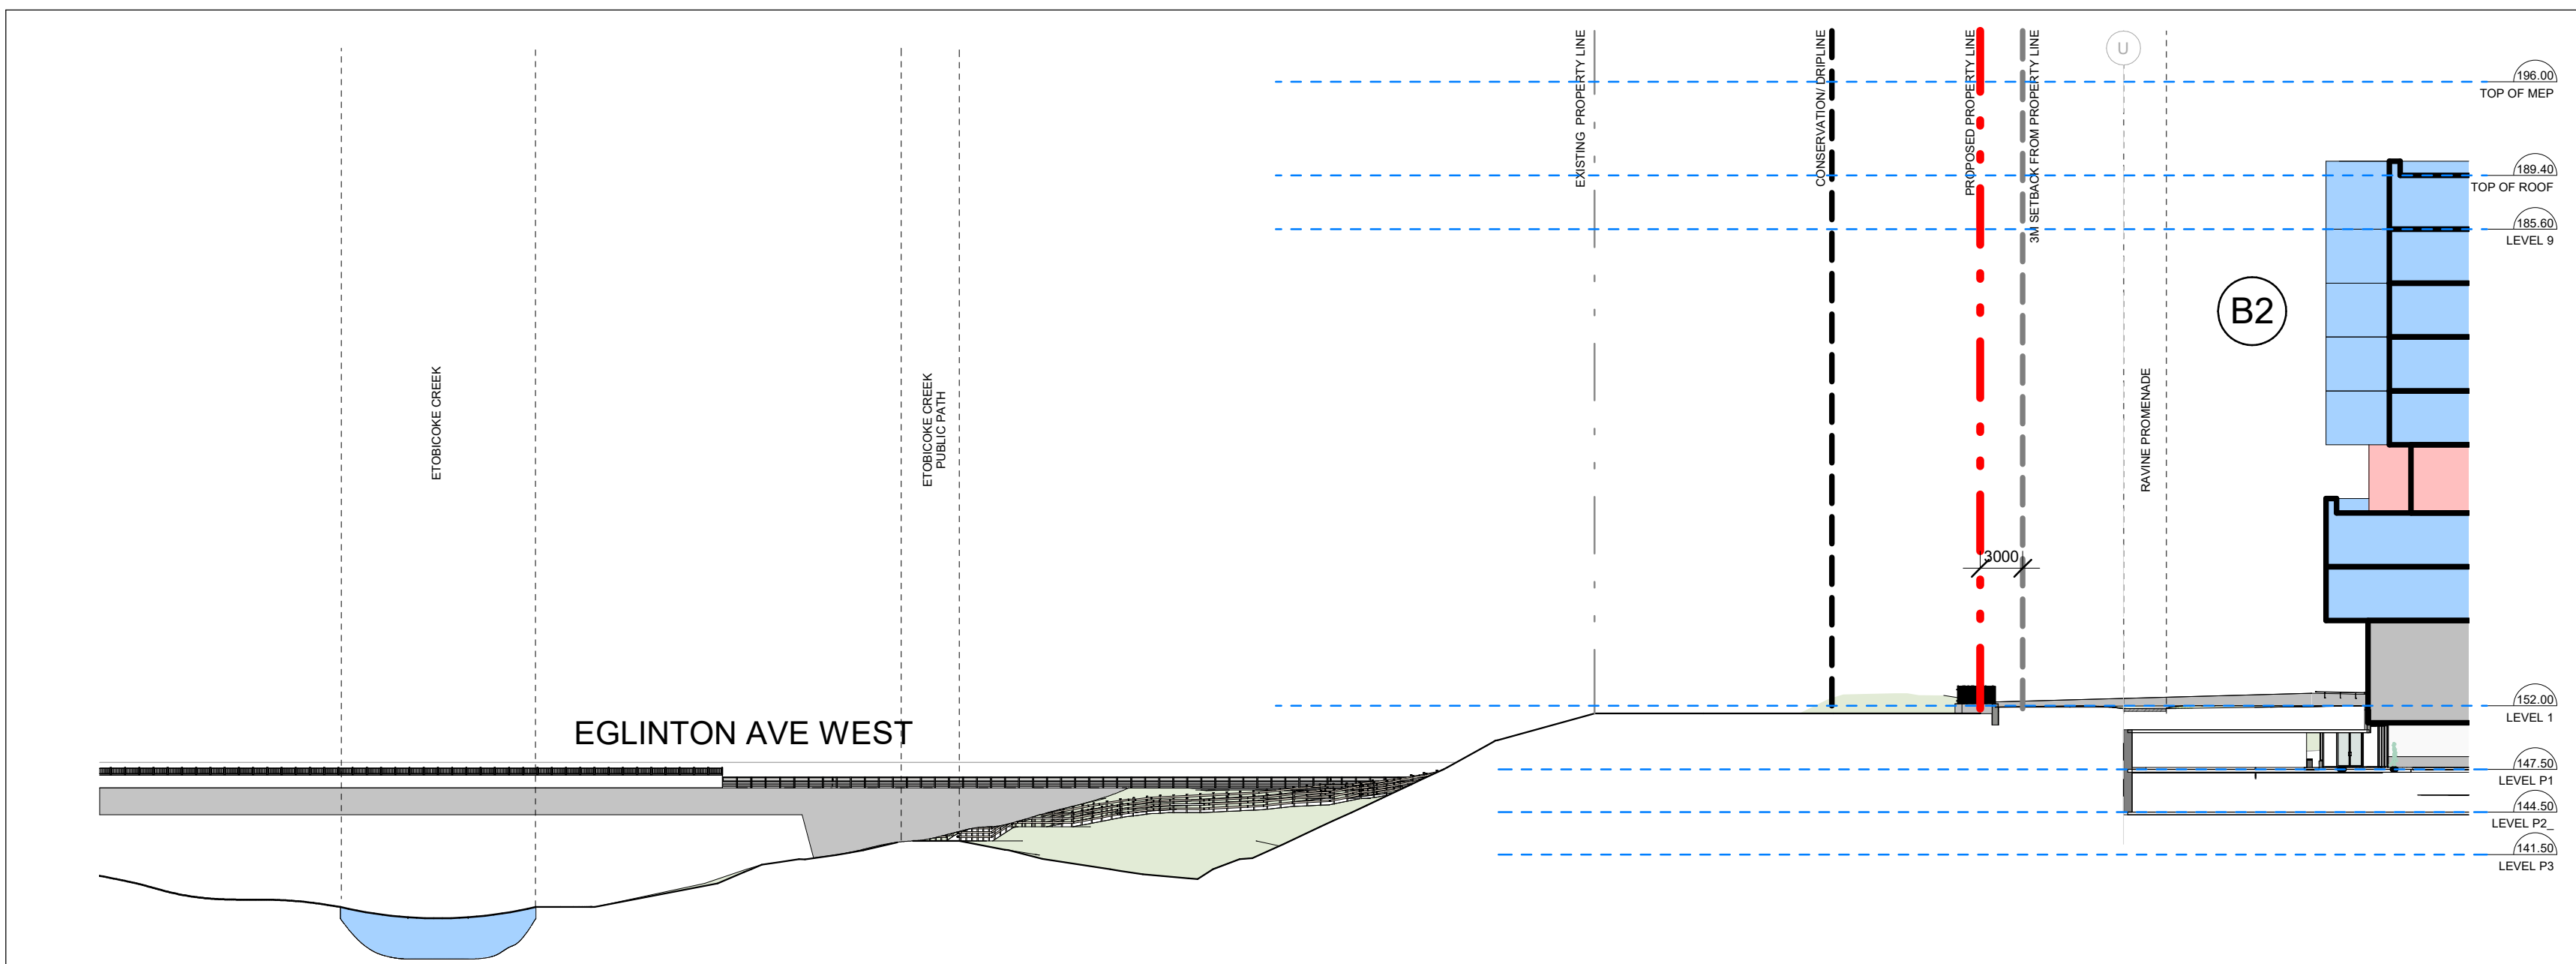 EXISTING  PROPERTY LINE
CONSERVATION/ DRIPLINE
PROPOSED PROPERTY LINE
3M SETBACK FROM PROPERTY LINE
U
196.00
TOP OF MEP
189.40
TOP OF ROOF
185.60
LEVEL 9
B2
ETOBICOKE CREEK
ETOBICOKE CREEK
PUBLIC PATH
RAVINE PROMENADE
3000
152.00
LEVEL 1
EGLINTON AVE WEST
147.50
LEVEL P1
144.50
LEVEL P2_
141.50
LEVEL P3